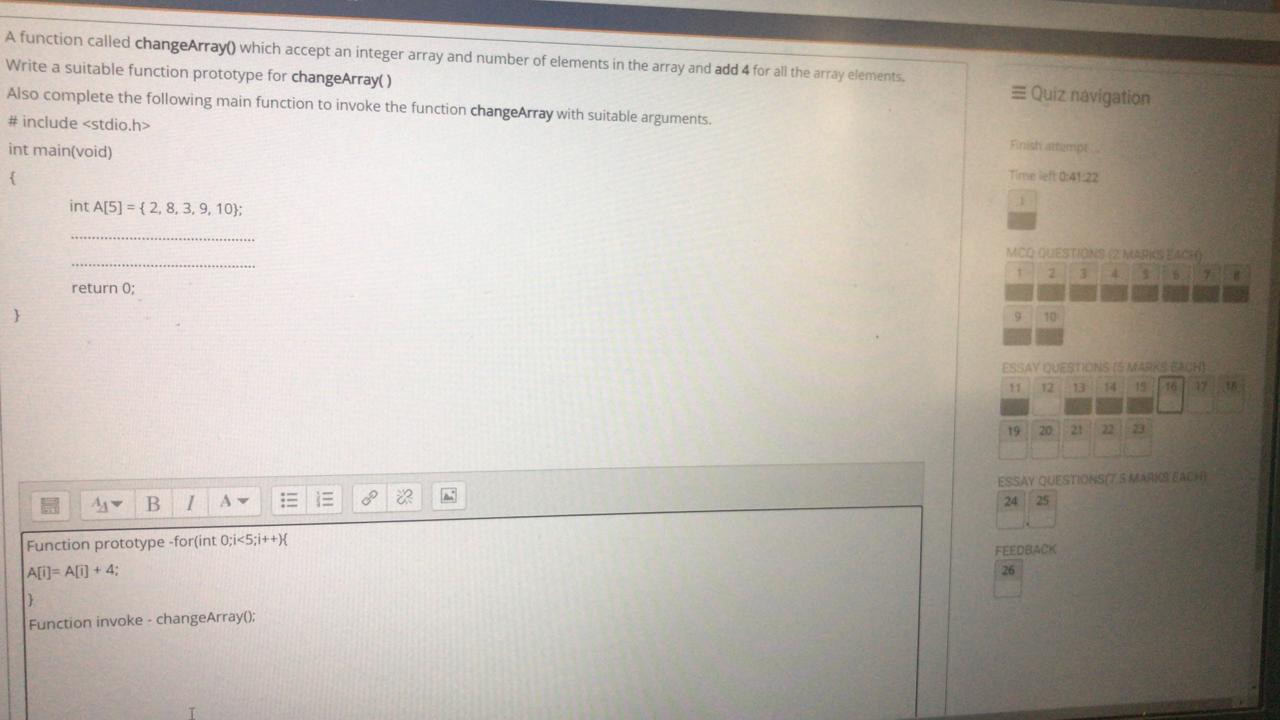 A function called changeArray() which accept an integer array and number of elements in the array and add 4 for all the array elements.
Write a suitable function prototype for changeArray( )
Also complete the following main function to invoke the function changeArray with suitable arguments.
# include <stdio.h>
int main(void)
{
int A[5] = { 2, 8, 3, 9, 10};
..............................................
..............................................
return 0;
}
Function prototype -for(int 0;i<5;i++){
A[i]= A[i] + 4;
}
Function invoke - changeArray();
Quiz navigation
Finish attempt ...
Time left 0:41:22
i
MCQ QUESTIONS (2 MARKS EACH)
1 2 3 4 5 6 7 8
9 10
ESSAY QUESTIONS (5 MARKS EACH)
11 12 13 14 15 16 17 18
19 20 21 22 23
ESSAY QUESTIONS(7.5 MARKS EACH)
24 25
FEEDBACK
26